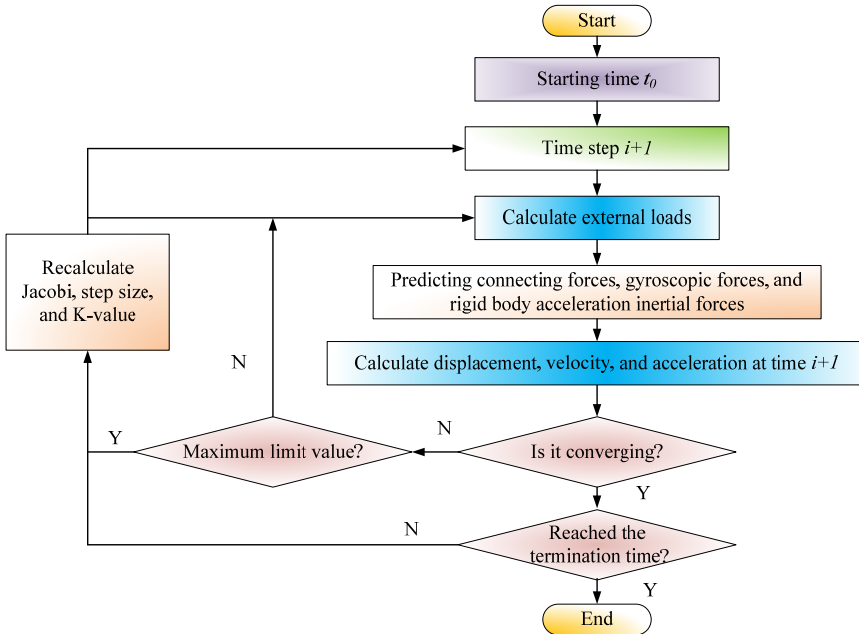 Start
Starting time t0
Time step i+1
Calculate external loads
Recalculate
Jacobi, step size,
and K-value
Predicting connecting forces, gyroscopic forces, and
rigid body acceleration inertial forces
N
Calculate displacement, velocity, and acceleration at time i+1
Y
Maximum limit value?
N
Is it converging?
Y
N
Reached the
termination time?
Y
End